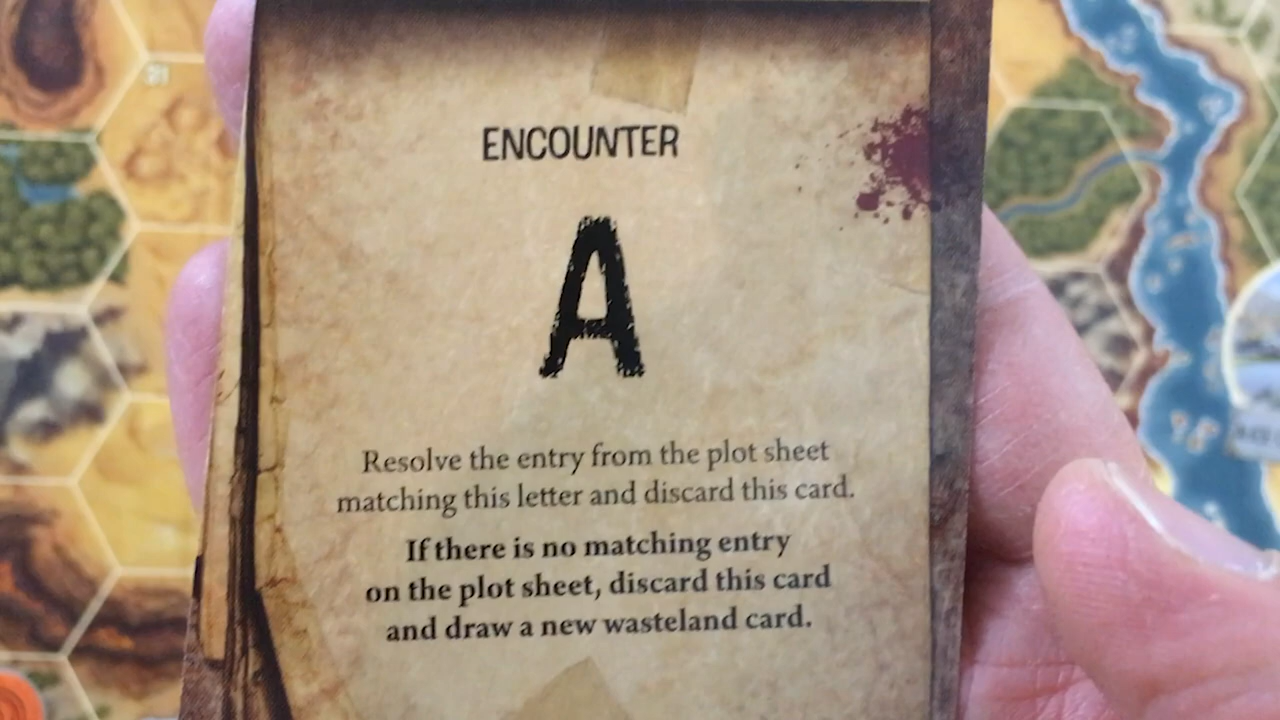 ENCOUNTER
A
Resolve the entry from the plot sheet
matching this letter and discard this card.
If there is no matching entry
on the plot sheet, discard this card
and draw a new wasteland card.